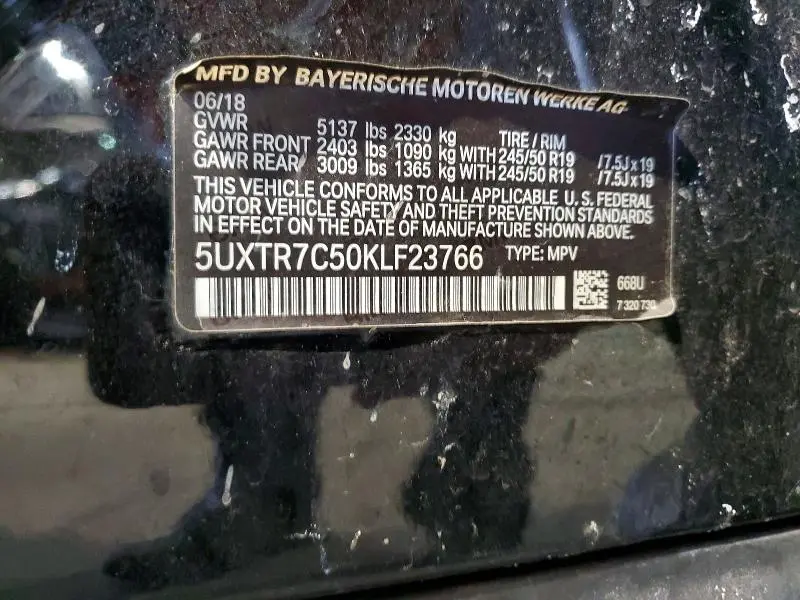 MFD BY BAYERISCHE MOTOREN WERKE AG
06/18
GVWR 5137 lbs 2330 kg TIRE / RIM
GAWR FRONT 2403 lbs 1090 kg WITH 245/50 R19 /7.5J x 19
GAWR REAR 3009 lbs 1365 kg WITH 245/50 R19 /7.5J x 19
THIS VEHICLE CONFORMS TO ALL APPLICABLE U. S. FEDERAL
MOTOR VEHICLE SAFETY AND THEFT PREVENTION STANDARDS
IN EFFECT ON THE DATE OF MANUFACTURE SHOWN ABOVE.
5UXTR7C50KLF23766 TYPE: MPV
668U
7 320 730